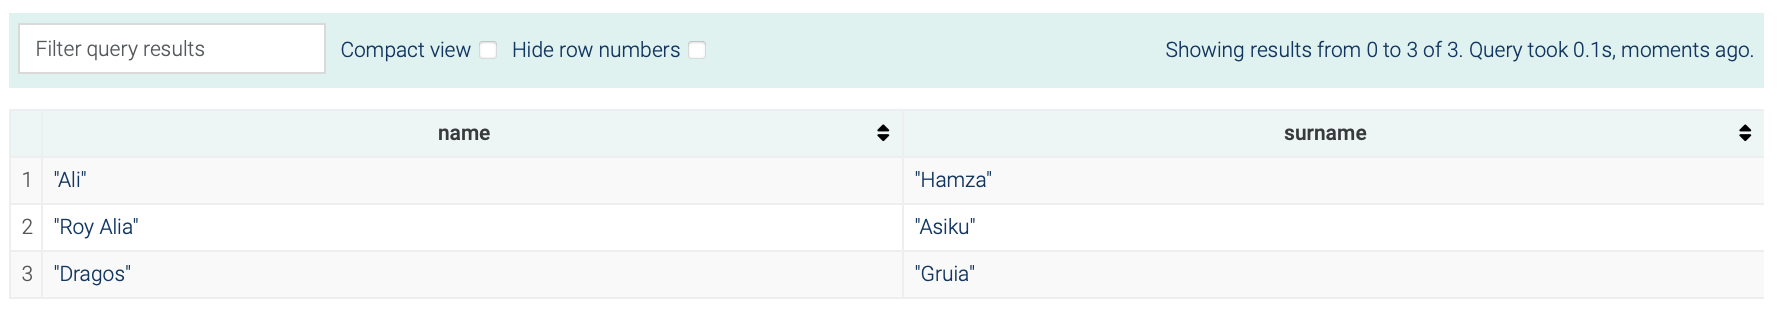 Filter query results Compact view Hide row numbers Showing results from 0 to 3 of 3. Query took 0.1s, moments ago.
name surname
1 "Ali" "Hamza"
2 "Roy Alia" "Asiku"
3 "Dragos" "Gruia"